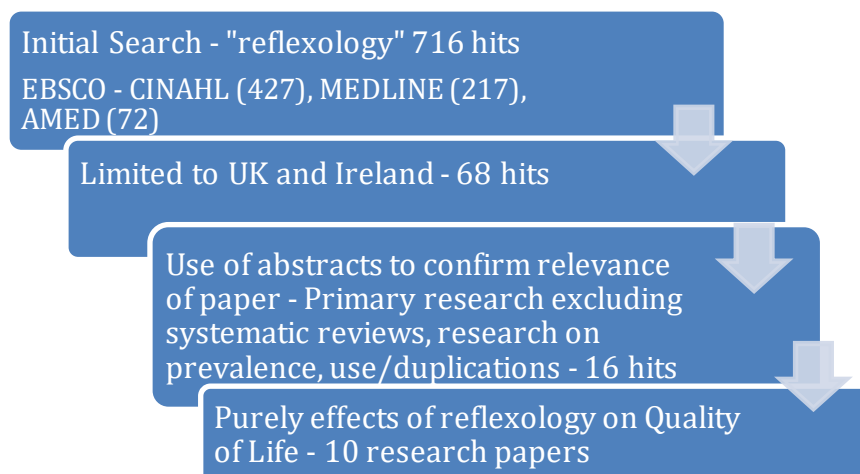 Initial Search - "reflexology" 716 hits
EBSCO - CINAHL (427), MEDLINE (217),
AMED (72)
Limited to UK and Ireland - 68 hits
Use of abstracts to confirm relevance
of paper - Primary research excluding
systematic reviews, research on
prevalence, use/duplications - 16 hits
Purely effects of reflexology on Quality
of Life - 10 research papers